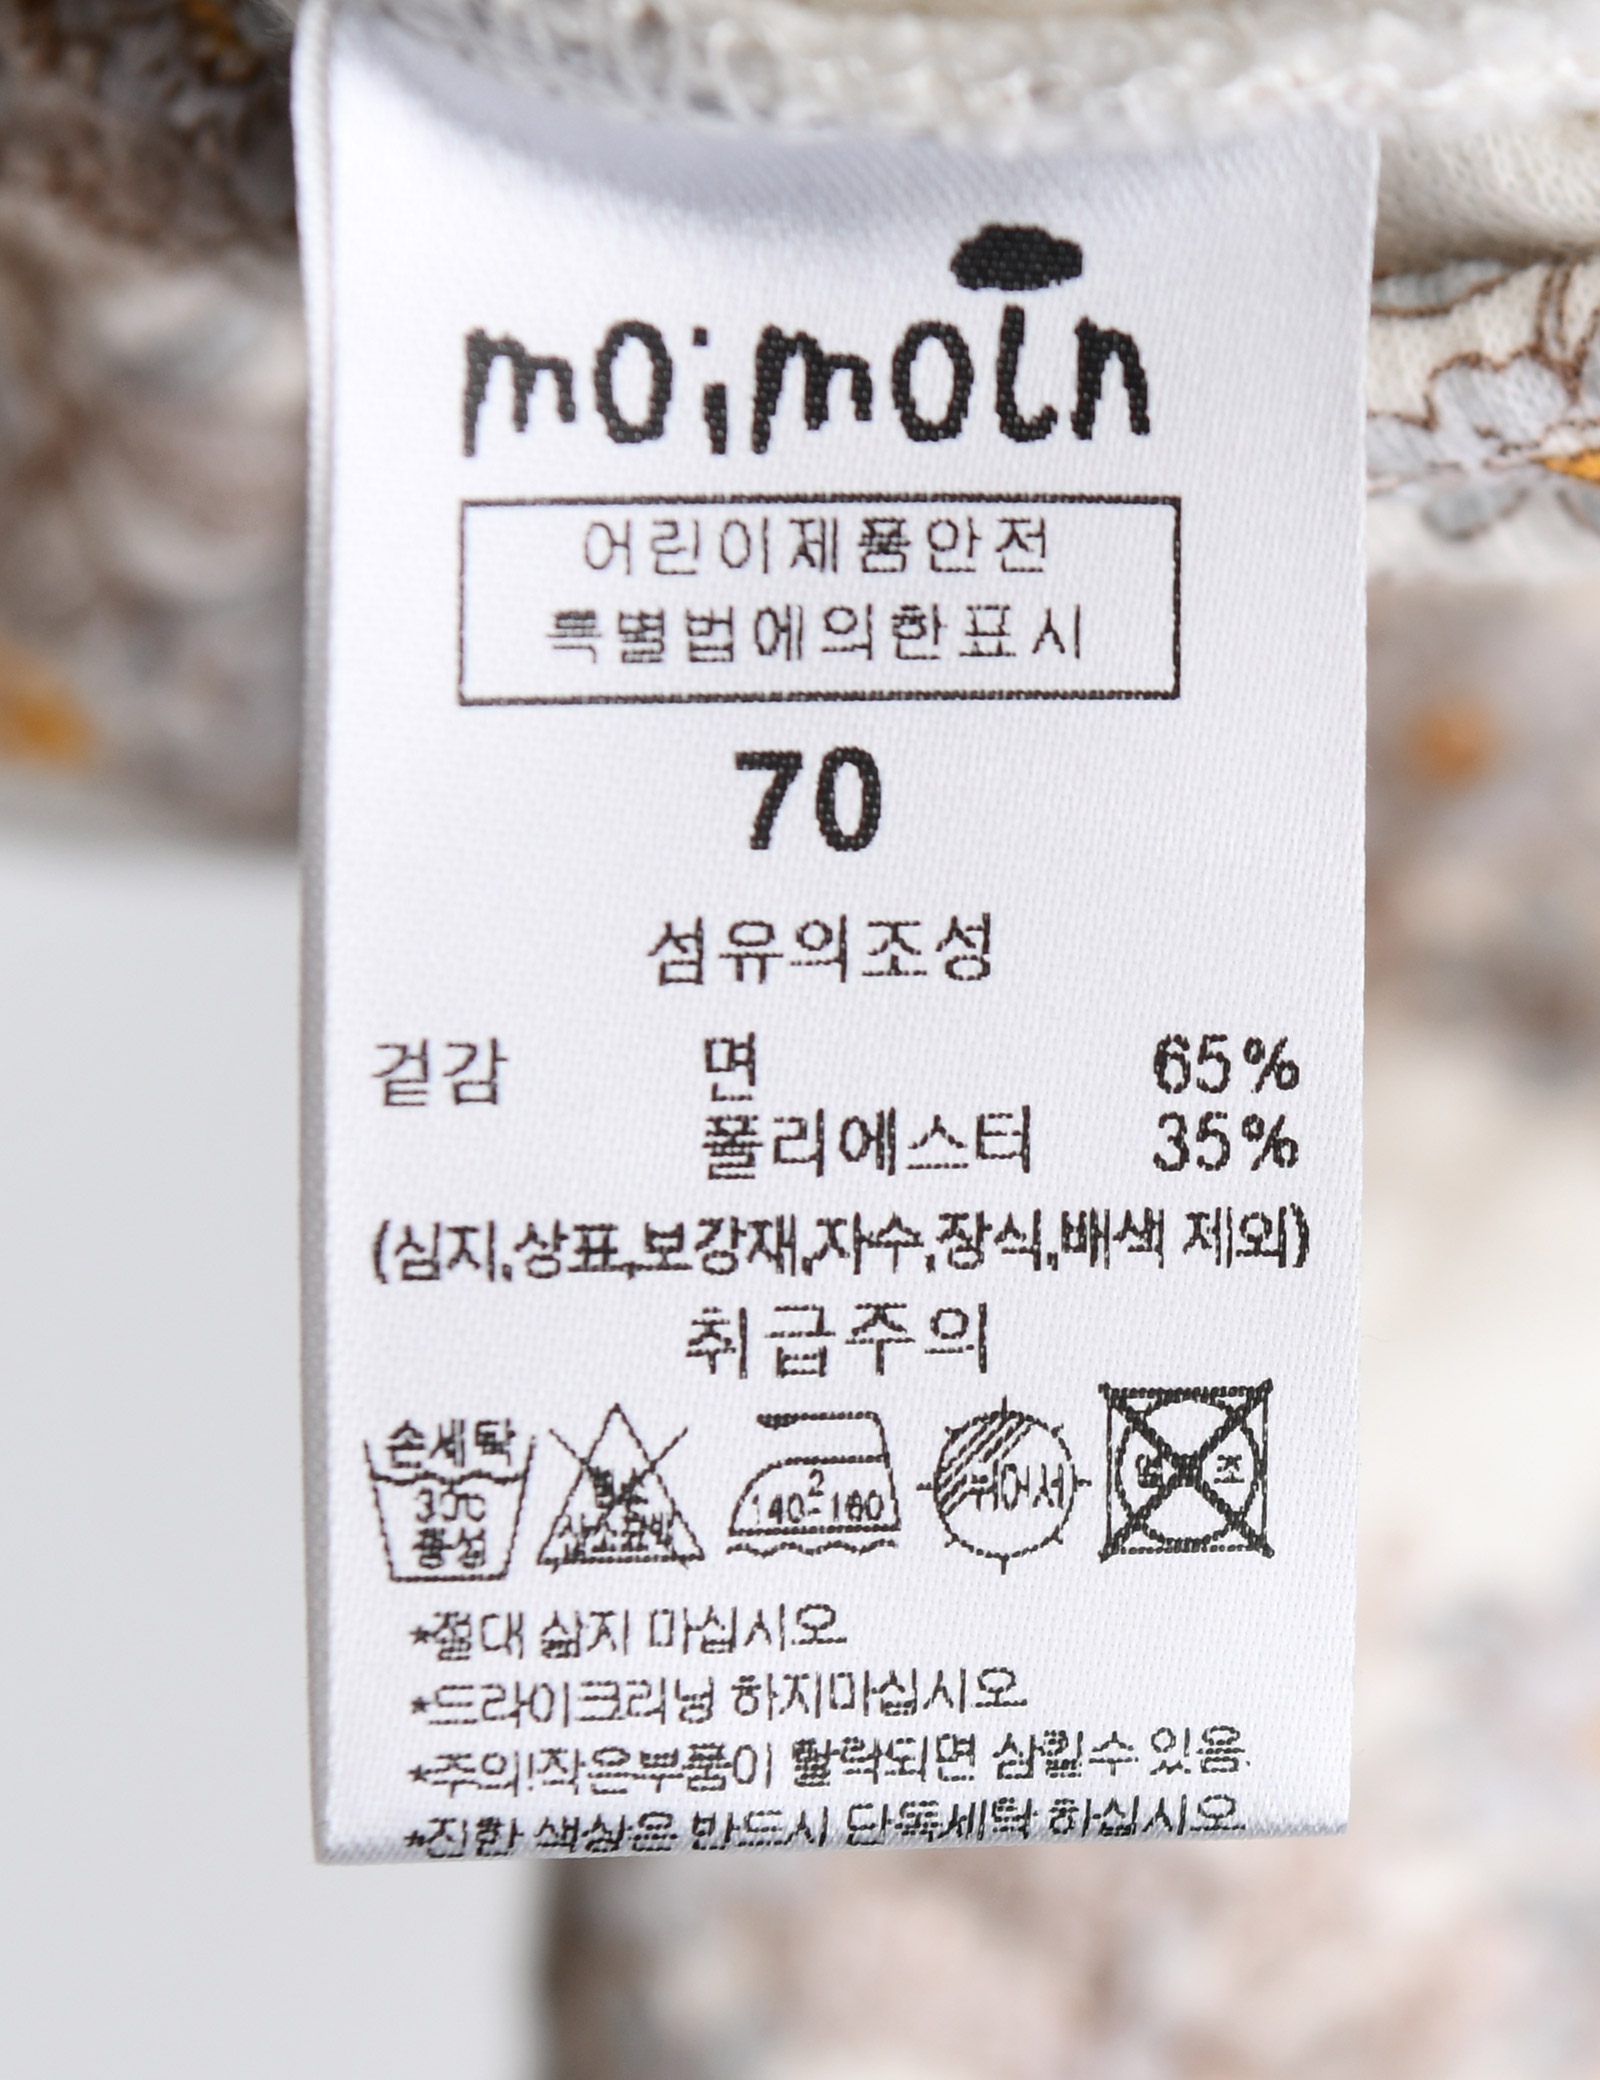 moimoln
어린이제품안전
특별법에의한표시
70
섬유의조성
겉감 면 65%
폴리에스터 35%
(심지,상표,보강재,자수,장식,배색 제외)
취급주의
손세탁
30c
중성
140-160
2
뉘어서
*절대 삶지 마십시오
*드라이크리닝 하지마십시오
*주의!작은부품이 탈락되면 삼킬수 있음.
*진한 색상은 반드시 단독세탁 하십시오.